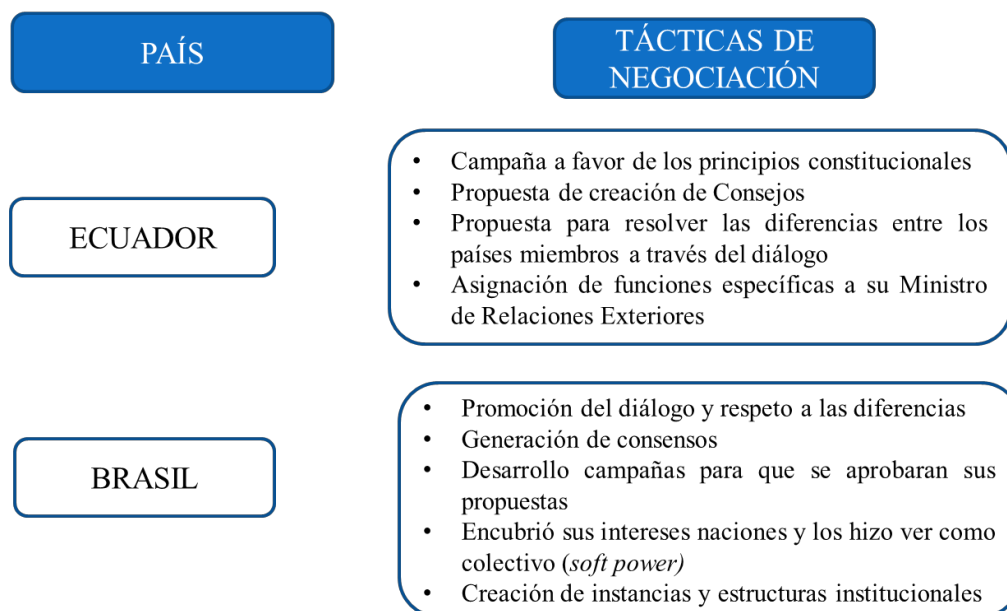 PAÍS
TÁCTICAS DE
NEGOCIACIÓN
ECUADOR
• Campaña a favor de los principios constitucionales
• Propuesta de creación de Consejos
• Propuesta para resolver las diferencias entre los
países miembros a través del diálogo
• Asignación de funciones específicas a su Ministro
de Relaciones Exteriores
BRASIL
• Promoción del diálogo y respeto a las diferencias
• Generación de consensos
• Desarrollo campañas para que se aprobaran sus
propuestas
• Encubrió sus intereses naciones y los hizo ver como
colectivo (soft power)
• Creación de instancias y estructuras institucionales